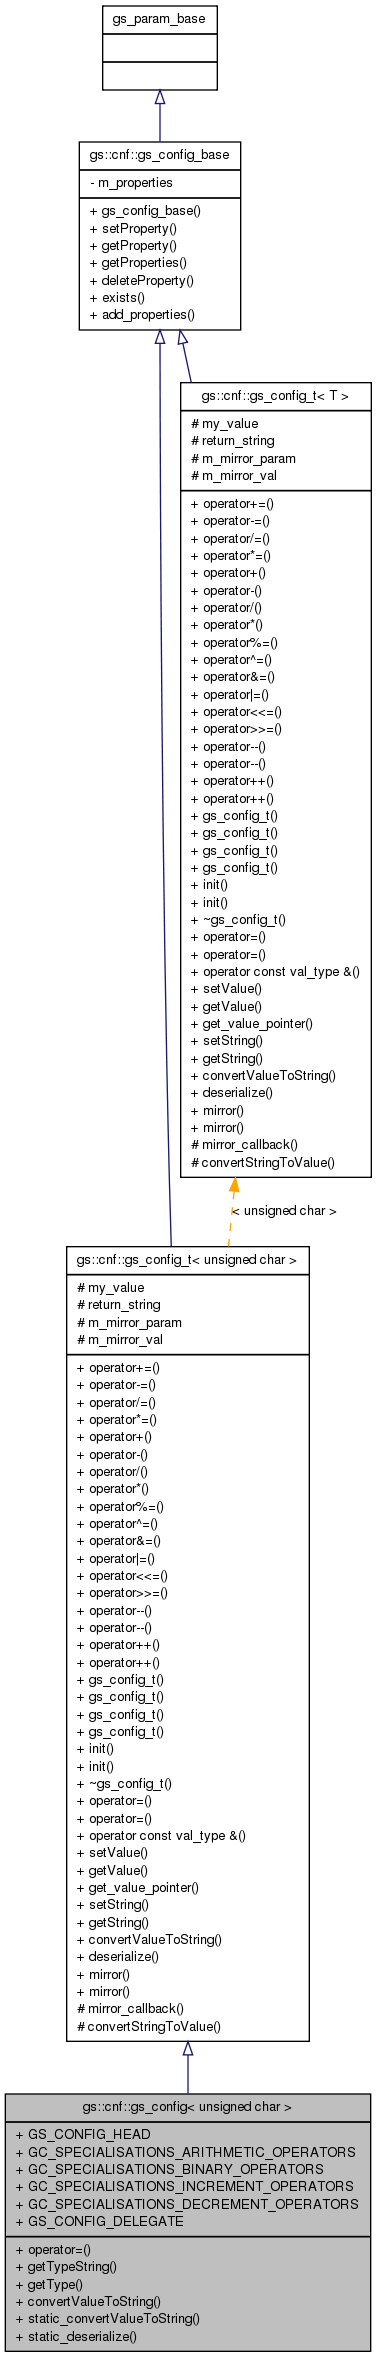 gs_param_base
gs::cnf::gs_config_base
- m_properties
+ gs_config_base()
+ setProperty()
+ getProperty()
+ getProperties()
+ deleteProperty()
+ exists()
+ add_properties()
gs::cnf::gs_config_t< T >
# my_value
# return_string
# m_mirror_param
# m_mirror_val
+ operator+=()
+ operator-=()
+ operator/=()
+ operator*=()
+ operator+()
+ operator-()
+ operator/()
+ operator*()
+ operator%=()
+ operator^=()
+ operator&=()
+ operator|=()
+ operator<<=()
+ operator>>=()
+ operator--()
+ operator--()
+ operator++()
+ operator++()
+ gs_config_t()
+ gs_config_t()
+ gs_config_t()
+ gs_config_t()
+ init()
+ init()
+ ~gs_config_t()
+ operator=()
+ operator=()
+ operator const val_type &()
+ setValue()
+ getValue()
+ get_value_pointer()
+ setString()
+ getString()
+ convertValueToString()
+ deserialize()
+ mirror()
+ mirror()
# mirror_callback()
# convertStringToValue()
< unsigned char >
gs::cnf::gs_config_t< unsigned char >
# my_value
# return_string
# m_mirror_param
# m_mirror_val
+ operator+=()
+ operator-=()
+ operator/=()
+ operator*=()
+ operator+()
+ operator-()
+ operator/()
+ operator*()
+ operator%=()
+ operator^=()
+ operator&=()
+ operator|=()
+ operator<<=()
+ operator>>=()
+ operator--()
+ operator--()
+ operator++()
+ operator++()
+ gs_config_t()
+ gs_config_t()
+ gs_config_t()
+ gs_config_t()
+ init()
+ init()
+ ~gs_config_t()
+ operator=()
+ operator=()
+ operator const val_type &()
+ setValue()
+ getValue()
+ get_value_pointer()
+ setString()
+ getString()
+ convertValueToString()
+ deserialize()
+ mirror()
+ mirror()
# mirror_callback()
# convertStringToValue()
gs::cnf::gs_config< unsigned char >
+ GS_CONFIG_HEAD
+ GC_SPECIALISATIONS_ARITHMETIC_OPERATORS
+ GC_SPECIALISATIONS_BINARY_OPERATORS
+ GC_SPECIALISATIONS_INCREMENT_OPERATORS
+ GC_SPECIALISATIONS_DECREMENT_OPERATORS
+ GS_CONFIG_DELEGATE
+ operator=()
+ getTypeString()
+ getType()
+ convertValueToString()
+ static_convertValueToString()
+ static_deserialize()